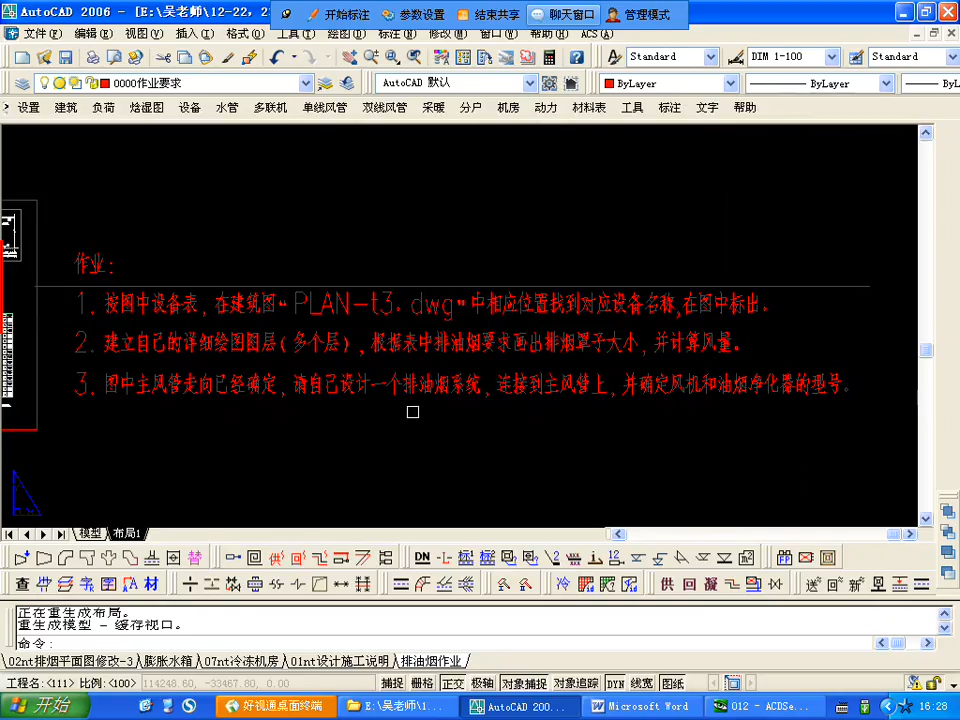 AutoCAD 2006 - [E:\吴老师\12-22, 2
开始标注 参数设置 结束共享 聊天窗口 管理模式
文件(F) 编辑(E) 视图(V) 插入(I) 格式(O) 工具(T) 绘图(D) 标注(N) 修改(M) 窗口(W) 帮助(H) ACS(A)
Standard DIM 1-100 Standard
0000作业要求 AutoCAD 默认 ByLayer ByLayer ByL
设置 建筑 负荷 焓湿图 设备 水管 多联机 单线风管 双线风管 采暖 分户 机房 动力 材料表 工具 标注 文字 帮助
作业:
1. 按图中设备表, 在建筑图“PLAN-t3. dwg”中相应位置找到对应设备名称,在图中标出。
2. 建立自己的详细绘图图层(多个层), 根据表中排油烟要求画出排烟罩子大小, 并计算风量。
3. 图中主风管走向已经确定, 请自己设计一个排油烟系统, 连接到主风管上, 并确定风机和油烟净化器的型号。
模型 布局1
正在重生成布局。
重生成模型 - 缓存视口。
命令:
02nt排烟平面图修改-3 膨胀水箱 07nt冷冻机房 01nt设计施工说明 排油烟作业
工程名:<111> 比例:<100> 114248.60, -33467.80, 0.00 捕捉 栅格 正交 极轴 对象捕捉 对象追踪 DYN 线宽 图纸
开始 好视通桌面终端 E:\吴老师\1... AutoCAD 200... Microsoft Word 012 - ACDSe... 16:28